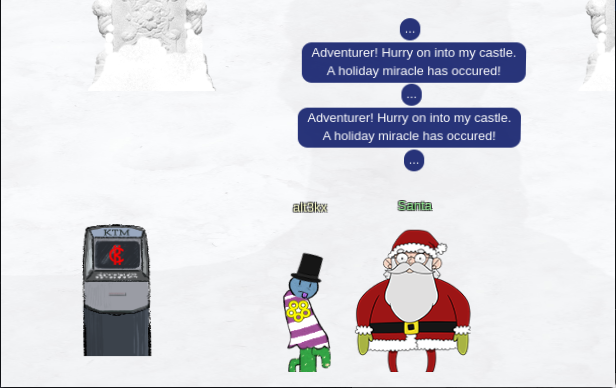 ...
Adventurer! Hurry on into my castle.
A holiday miracle has occured!
...
Adventurer! Hurry on into my castle.
A holiday miracle has occured!
...
alt3kx
Santa
KTM